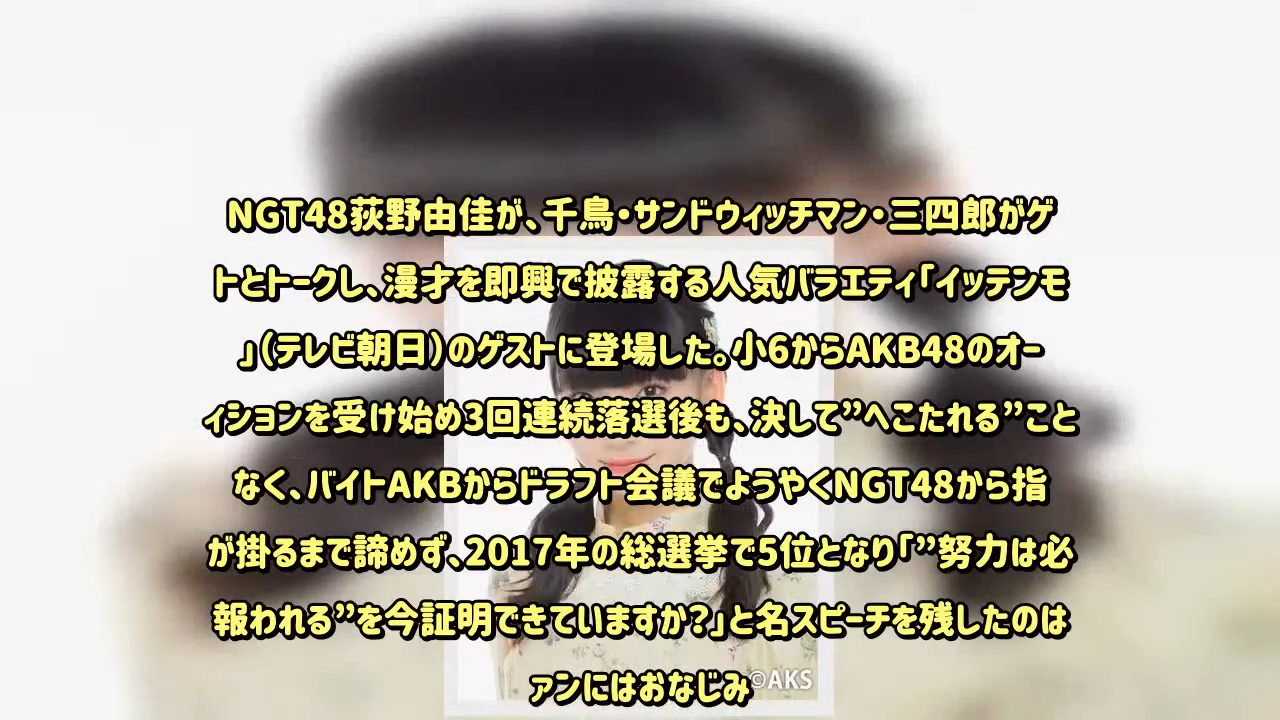 NGT48荻野由佳が、千鳥・サンドウィッチマン・三四郎がゲ
トとトークし、漫才を即興で披露する人気バラエティ「イッテンモ
」（テレビ朝日）のゲストに登場した。小6からAKB48のオー
ィションを受け始め3回連続落選後も、決して”へこたれる”こと
なく、バイトAKBからドラフト会議でようやくNGT48から指
が掛るまで諦めず、2017年の総選挙で5位となり「”努力は必
報われる”を今証明できていますか？」と名スピーチを残したのは
ァンにはおなじみ
©AKS